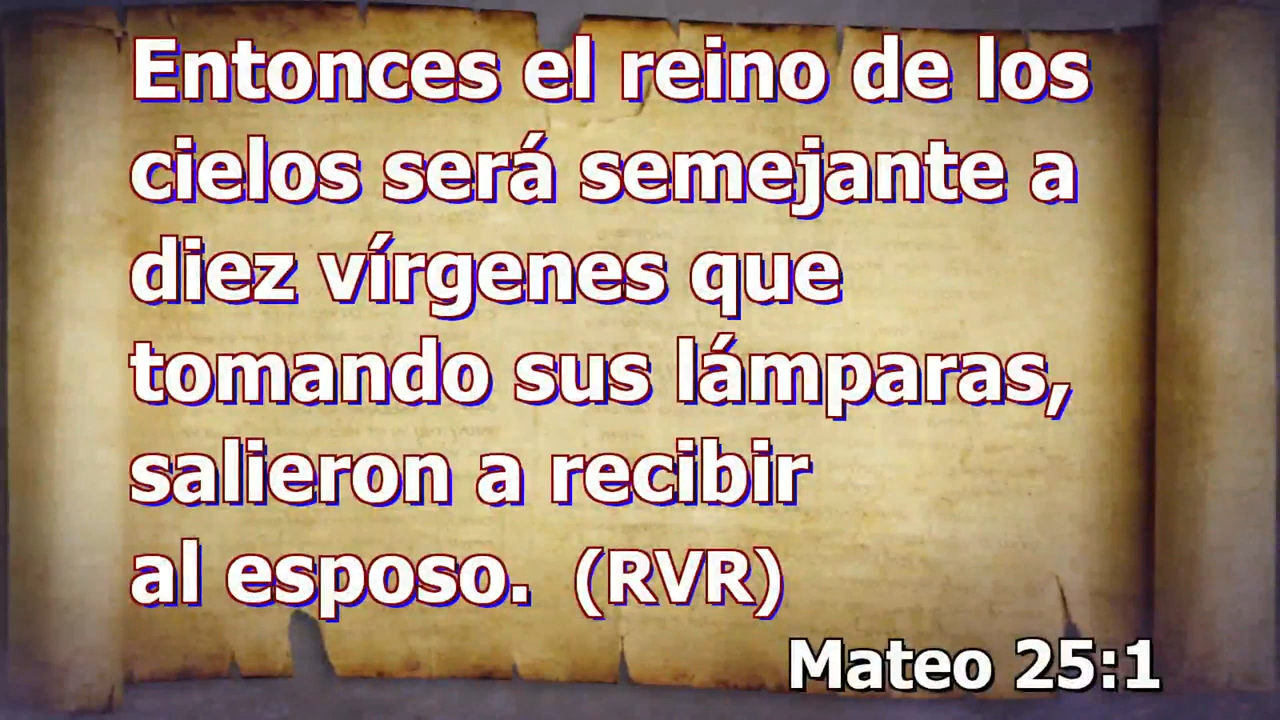 Entonces el reino de los
cielos será semejante a
diez vírgenes que
tomando sus lámparas,
salieron a recibir
al esposo. (RVR)
Mateo 25:1